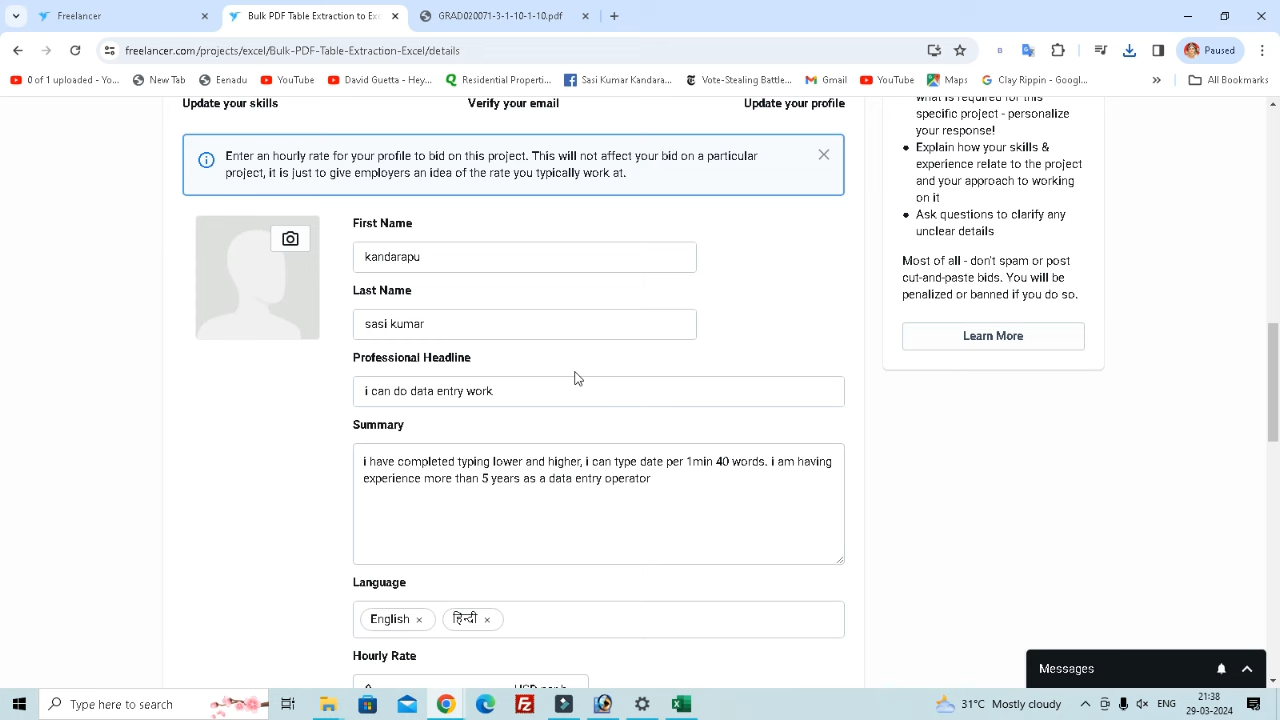 Freelancer
Bulk PDF Table Extraction to Ex
GRAD020071-3-1-10-1-10.pdf
freelancer.com/projects/excel/Bulk-PDF-Table-Extraction-Excel/details
Paused
0 of 1 uploaded - Yo...
New Tab
Eenadu
YouTube
David Guetta - Hey...
Residential Properti...
Sasi Kumar Kandara...
Vote-Stealing Battle...
Gmail
YouTube
Maps
Clay Rippin - Googl...
All Bookmarks
Update your skills
Verify your email
Update your profile
Enter an hourly rate for your profile to bid on this project. This will not affect your bid on a particular
project, it is just to give employers an idea of the rate you typically work at.
First Name
kandarapu
Last Name
sasi kumar
Professional Headline
i can do data entry work
Summary
i have completed typing lower and higher, i can type date per 1min 40 words. i am having
experience more than 5 years as a data entry operator
Language
English ×
हिन्दी ×
Hourly Rate
what is required for this
specific project - personalize
your response!
Explain how your skills &
experience relate to the project
and your approach to working
on it
Ask questions to clarify any
unclear details
Most of all - don't spam or post
cut-and-paste bids. You will be
penalized or banned if you do so.
Learn More
Messages
Type here to search
31°C Mostly cloudy
ENG
21:38
29-03-2024